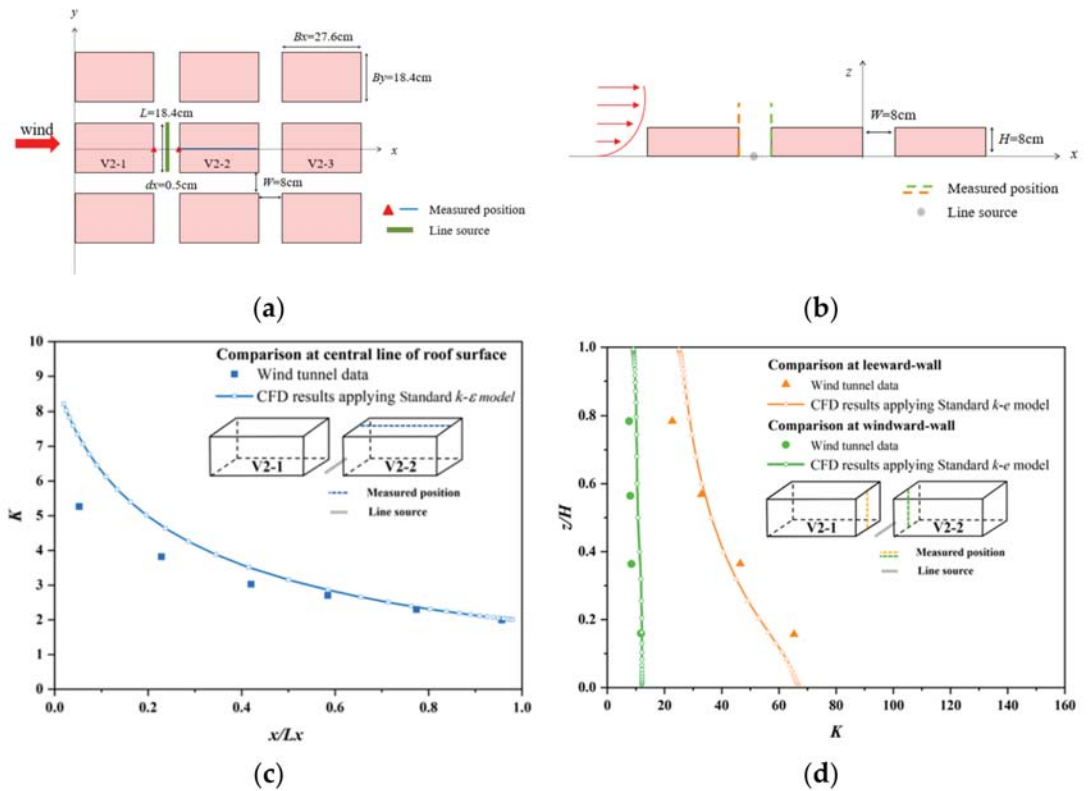 y
Bx=27.6cm
By=18.4cm
L=18.4cm
wind
V2-1
V2-2
V2-3
x
dx=0.5cm
W=8cm
Measured position
Line source
(a)
z
W=8cm
H=8cm
x
Measured position
Line source
(b)
10
9
8
7
6
5
4
3
2
1
0
K
0.0
0.2
0.4
0.6
0.8
1.0
x/Lx
Comparison at central line of roof surface
Wind tunnel data
CFD results applying Standard k-ε model
V2-1
V2-2
Measured position
Line source
(c)
1.0
0.8
0.6
0.4
0.2
0.0
z/H
0
20
40
60
80
100
120
140
160
K
Comparison at leeward-wall
Wind tunnel data
CFD results applying Standard k-e model
Comparison at windward-wall
Wind tunnel data
CFD results applying Standard k-e model
V2-1
V2-2
Measured position
Line source
(d)